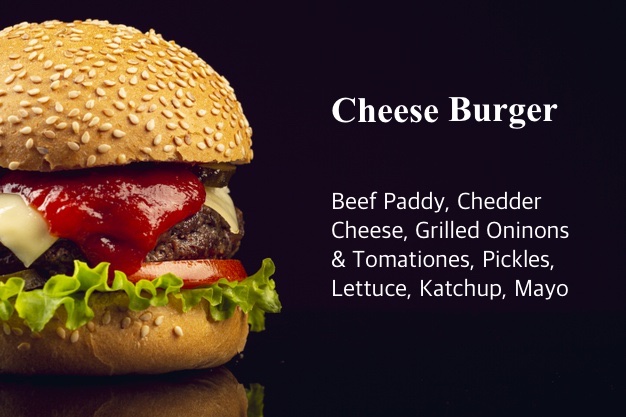 Cheese Burger
Beef Paddy, Chedder
Cheese, Grilled Oninons
& Tomationes, Pickles,
Lettuce, Katchup, Mayo